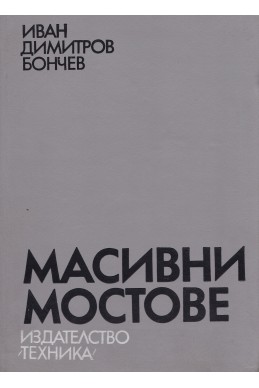 ИВАН
ДИМИТРОВ
БОНЧЕВ
МАСИВНИ
МОСТОВЕ
ИЗДАТЕЛСТВО
/ТЕХНИКА/